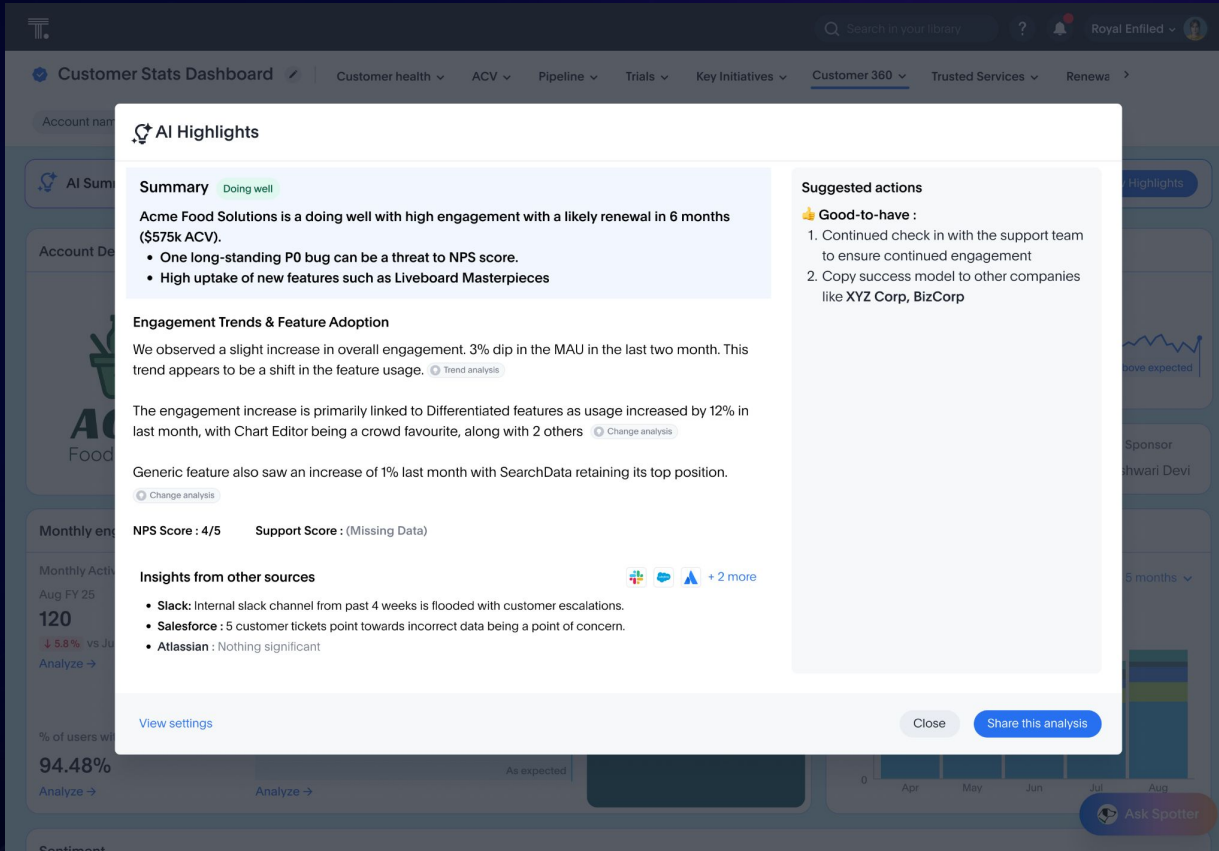 T.
Search in your library
?
Royal Enfiled
Customer Stats Dashboard
Customer health
ACV
Pipeline
Trials
Key Initiatives
Customer 360
Trusted Services
Renewa
Account nam
AI Highlights
AI Sum
Highlights
Summary
Doing well
Acme Food Solutions is a doing well with high engagement with a likely renewal in 6 months
($575k ACV).
• One long-standing P0 bug can be a threat to NPS score.
• High uptake of new features such as Liveboard Masterpieces
Suggested actions
👍 Good-to-have :
1. Continued check in with the support team
to ensure continued engagement
2. Copy success model to other companies
like XYZ Corp, BizCorp
Account De
Engagement Trends & Feature Adoption
We observed a slight increase in overall engagement. 3% dip in the MAU in the last two month. This
trend appears to be a shift in the feature usage. Trend analysis
The engagement increase is primarily linked to Differentiated features as usage increased by 12% in
last month, with Chart Editor being a crowd favourite, along with 2 others Change analysis
Generic feature also saw an increase of 1% last month with SearchData retaining its top position.
Change analysis
NPS Score : 4/5 Support Score : (Missing Data)
Insights from other sources
+ 2 more
• Slack: Internal slack channel from past 4 weeks is flooded with customer escalations.
• Salesforce : 5 customer tickets point towards incorrect data being a point of concern.
• Atlassian : Nothing significant
View settings
Close
Share this analysis
bove expected
AC
Food
Sponsor
shwari Devi
Monthly eng
Monthly Activ
Aug FY 25
120
↓ 5.8% vs Ju
Analyze →
5 months
% of users wi
94.48%
Analyze →
As expected
Analyze →
0
Apr
May
Jun
Jul
Aug
Ask Spotter
Sentiment